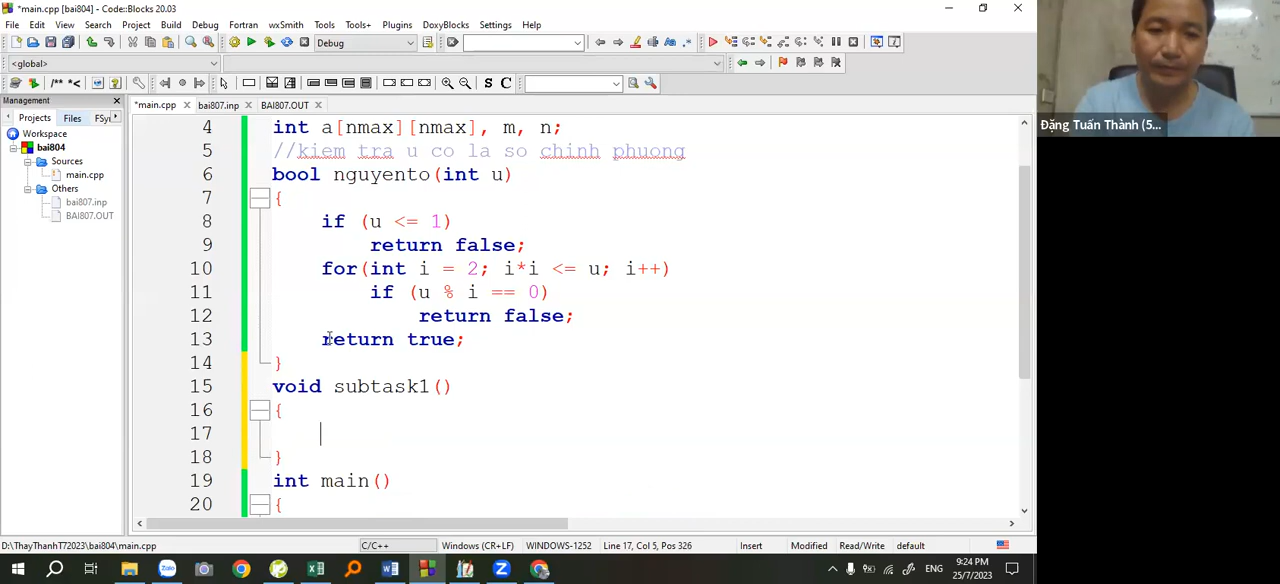 *main.cpp [bai804] - Code::Blocks 20.03
File Edit View Search Project Build Debug Fortran wxSmith Tools Tools+ Plugins DoxyBlocks Settings Help
Debug
<global>
/** *<
S C
Management
Projects Files FSy
*main.cpp bai807.inp BAI807.OUT
Workspace
bai804
Sources
main.cpp
Others
bai807.inp
BAI807.OUT
4 int a[nmax][nmax], m, n;
5 //kiem tra u co la so chinh phuong
6 bool nguyento(int u)
7 {
8 if (u <= 1)
9 return false;
10 for(int i = 2; i*i <= u; i++)
11 if (u % i == 0)
12 return false;
13 return true;
14 }
15 void subtask1()
16 {
17
18 }
19 int main()
20 {
Đặng Tuấn Thành (5...
D:\ThayThanhT72023\bai804\main.cpp C/C++ Windows (CR+LF) WINDOWS-1252 Line 17, Col 5, Pos 326 Insert Modified Read/Write default
Zalo
ENG
9:24 PM
25/7/2023